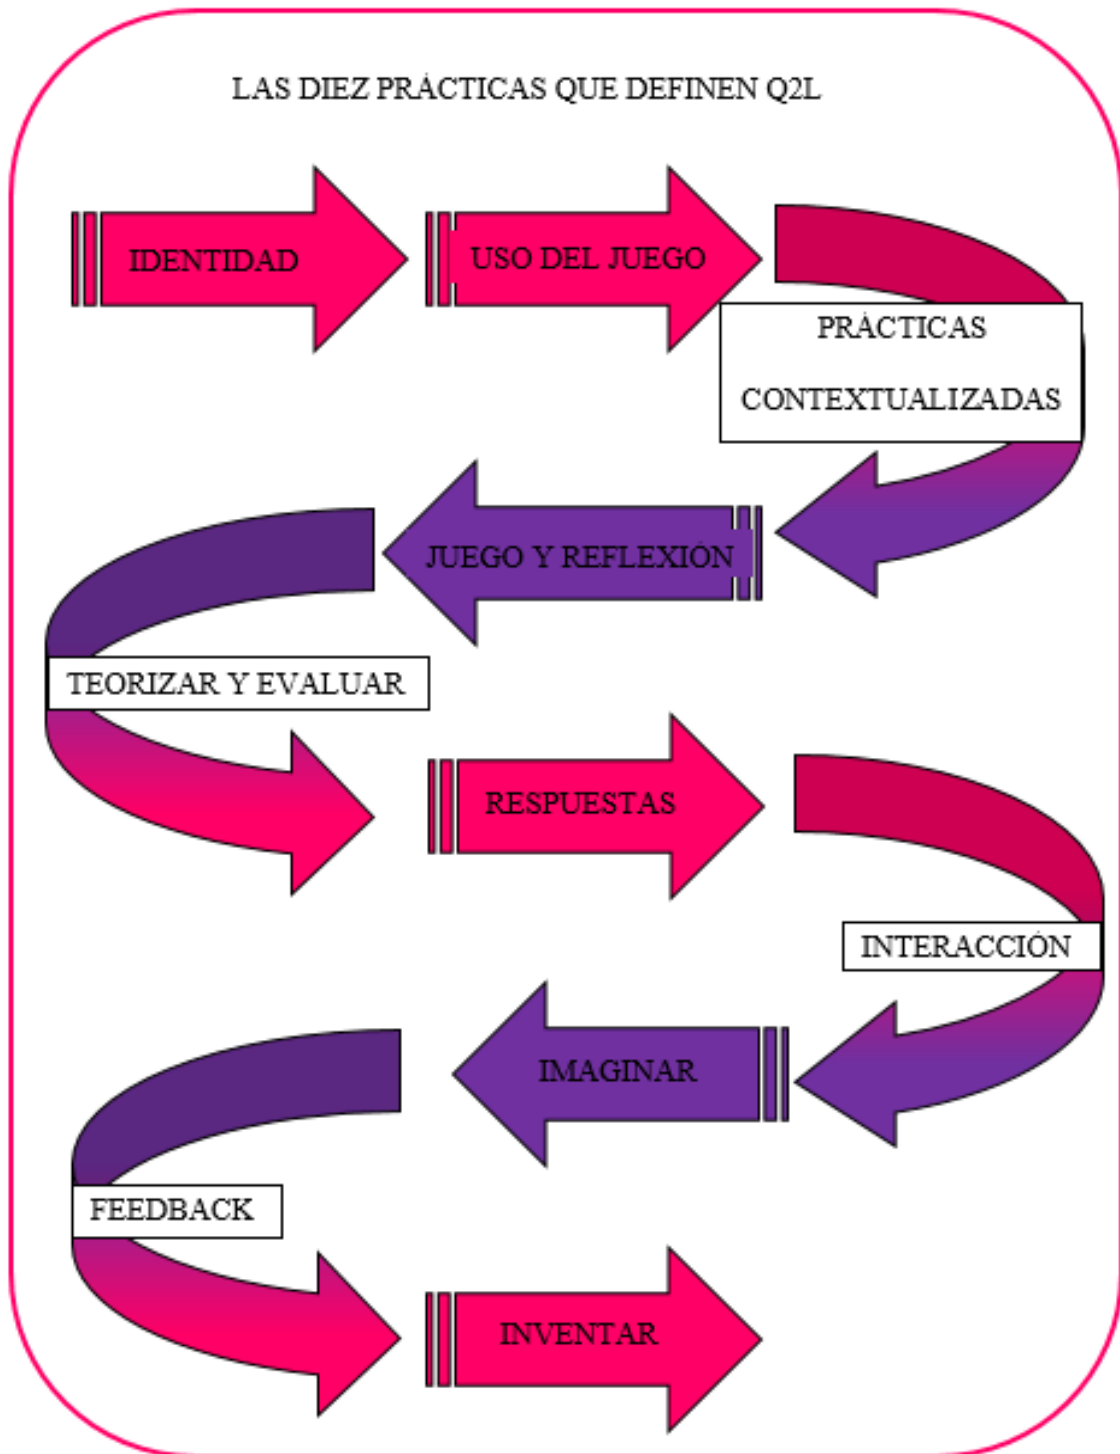 LAS DIEZ PRÁCTICAS QUE DEFINEN Q2L
IDENTIDAD
USO DEL JUEGO
PRÁCTICAS
CONTEXTUALIZADAS
JUEGO Y REFLEXIÓN
TEORIZAR Y EVALUAR
RESPUESTAS
INTERACCIÓN
IMAGINAR
FEEDBACK
INVENTAR